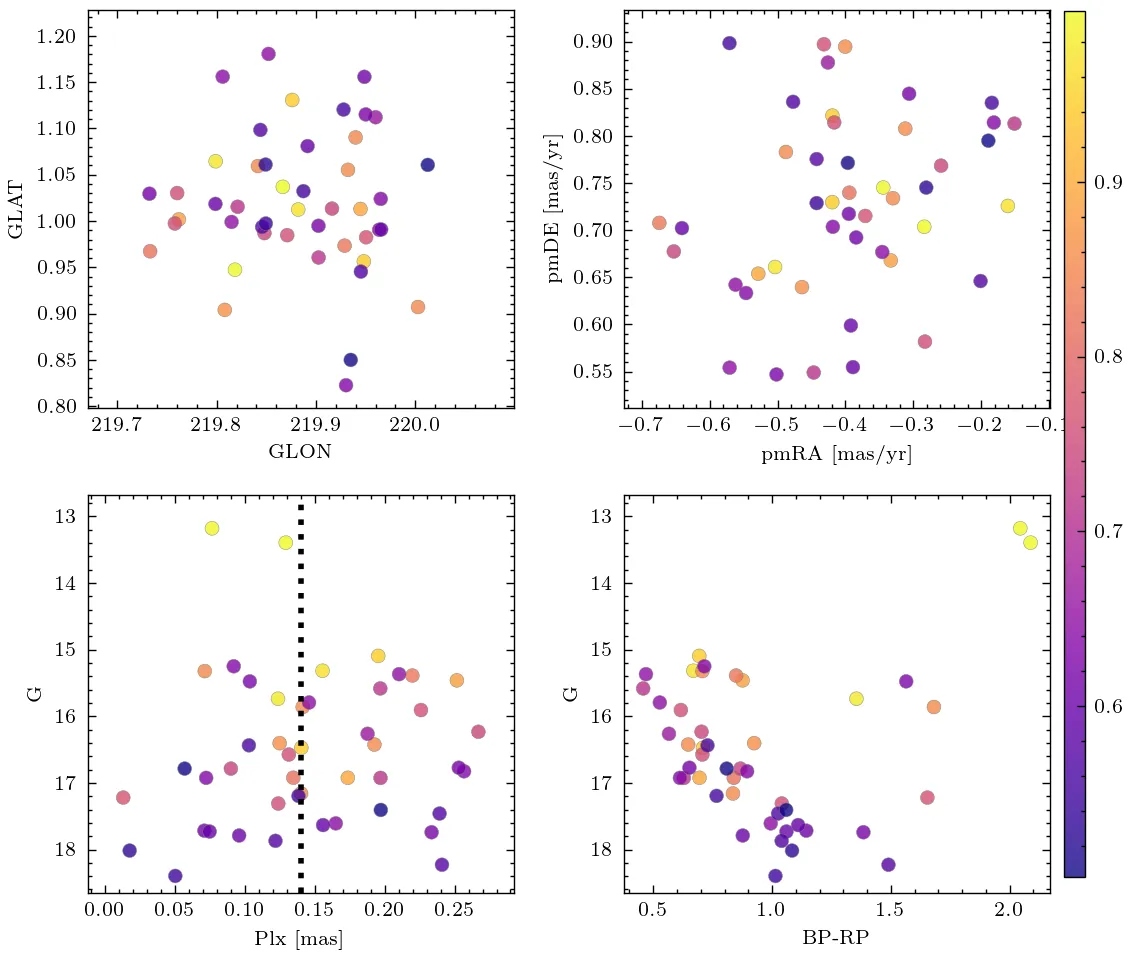 1.20
1.15
1.10
1.05
1.00
0.95
0.90
0.85
0.80
GLAT
219.7 219.8 219.9 220.0
GLON
0.90
0.85
0.80
0.75
0.70
0.65
0.60
0.55
pmDE [mas/yr]
−0.7 −0.6 −0.5 −0.4 −0.3 −0.2 −0.1
pmRA [mas/yr]
0.9
0.8
0.7
0.6
13
14
15
16
17
18
G
0.00 0.05 0.10 0.15 0.20 0.25
Plx [mas]
13
14
15
16
17
18
G
0.5 1.0 1.5 2.0
BP-RP